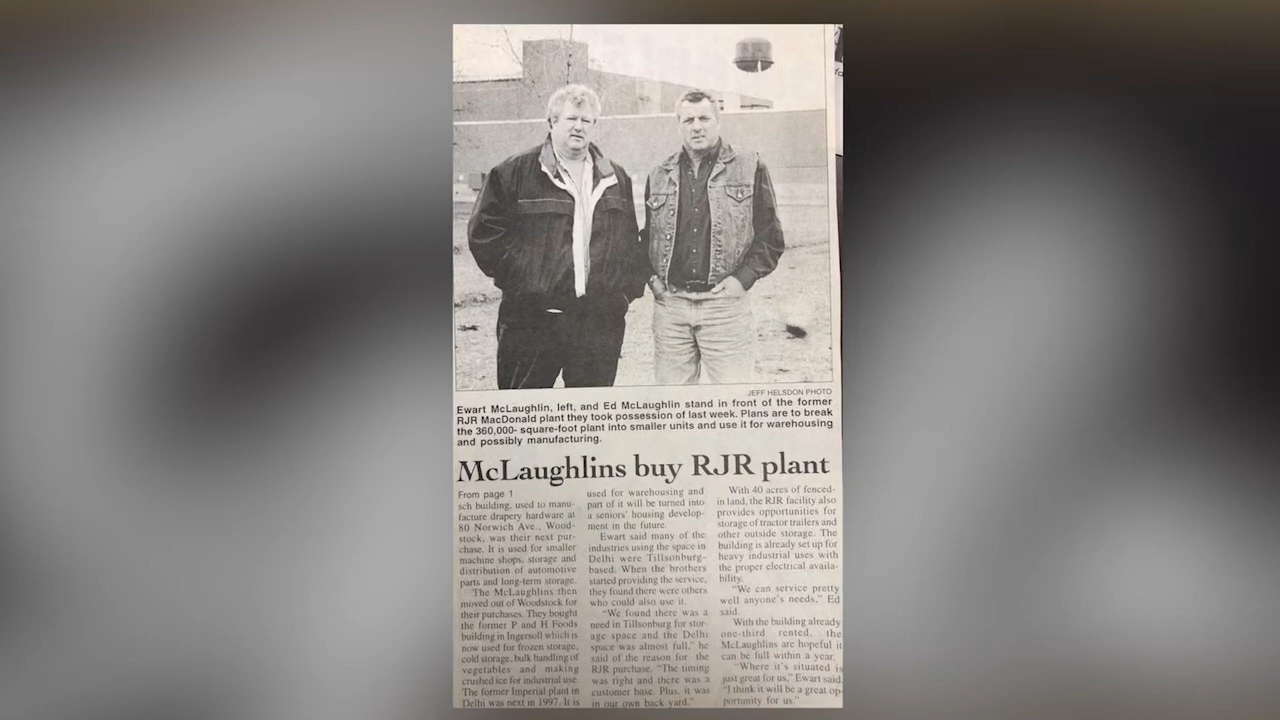 JEFF HELSDON PHOTO
Ewart McLaughlin, left, and Ed McLaughlin stand in front of the former
RJR MacDonald plant they took possession of last week. Plans are to break
the 360,000- square-foot plant into smaller units and use it for warehousing
and possibly manufacturing.
McLaughlins buy RJR plant
From page 1
sch building, used to manu-
facture drapery hardware at
80 Norwich Ave., Wood-
stock, was their next pur-
chase. It is used for smaller
machine shops, storage and
distribution of automotive
parts and long-term storage.
The McLaughlins then
moved out of Woodstock for
their purchases. They bought
the former P and H Foods
building in Ingersoll which is
now used for frozen storage,
cold storage, bulk handling of
vegetables and making
crushed ice for industrial use.
The former Imperial plant in
Delhi was next in 1997. It is
used for warehousing and
part of it will be turned into
a seniors' housing develop-
ment in the future.
Ewart said many of the
industries using the space in
Delhi were Tillsonburg-
based. When the brothers
started providing the service,
they found there were others
who could also use it.
"We found there was a
need in Tillsonburg for stor-
age space and the Delhi
space was almost full," he
said of the reason for the
RJR purchase. "The timing
was right and there was a
customer base. Plus, it was
in our own back yard."
With 40 acres of fenced-
in land, the RJR facility also
provides opportunities for
storage of tractor trailers and
other outside storage. The
building is already set up for
heavy industrial uses with
the proper electrical availa-
bility.
"We can service pretty
well anyone's needs," Ed
said.
With the building already
one-third rented, the
McLaughlins are hopeful it
can be full within a year.
"Where it's situated is
just great for us," Ewart said.
"I think it will be a great op-
portunity for us."